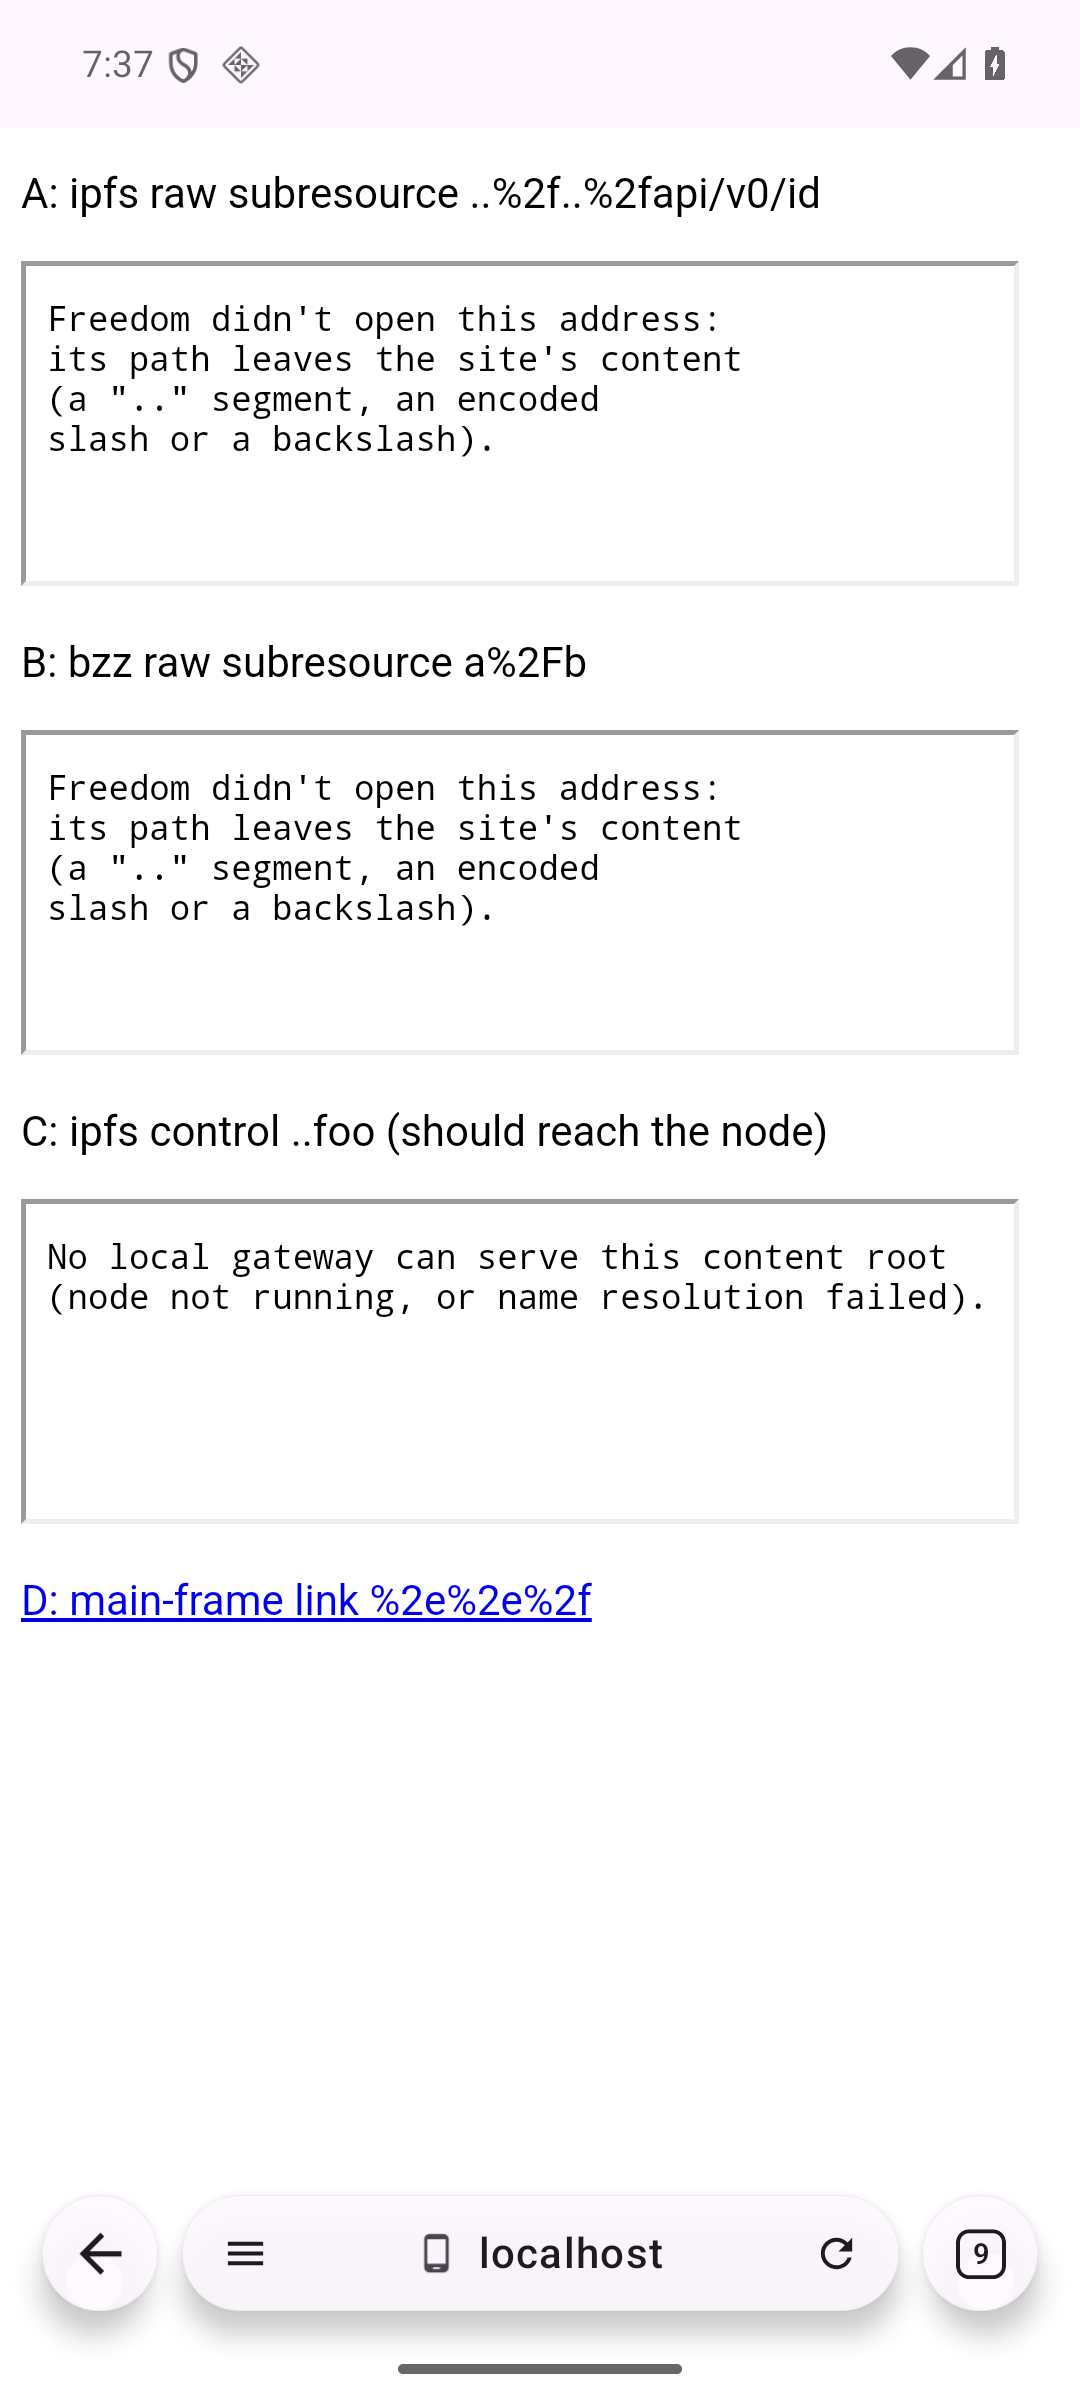 7:37
A: ipfs raw subresource ..%2f..%2fapi/v0/id
Freedom didn't open this address:
its path leaves the site's content
(a ".." segment, an encoded
slash or a backslash).
B: bzz raw subresource a%2Fb
Freedom didn't open this address:
its path leaves the site's content
(a ".." segment, an encoded
slash or a backslash).
C: ipfs control ..foo (should reach the node)
No local gateway can serve this content root
(node not running, or name resolution failed).
D: main-frame link %2e%2e%2f
localhost
9